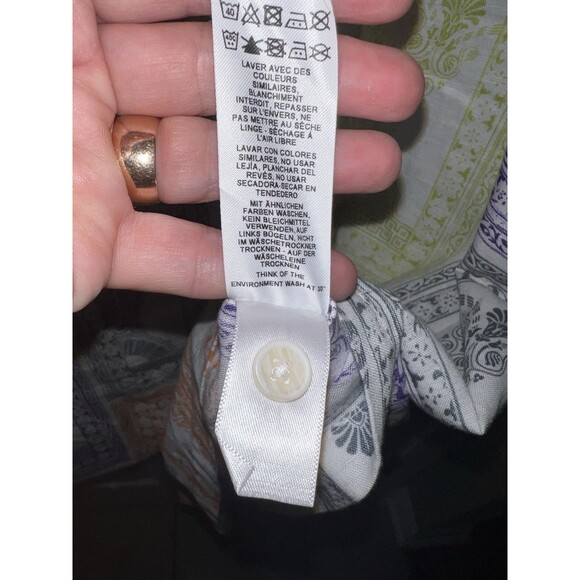 40
40C
LAVER AVEC DES
COULEURS
SIMILAIRES,
BLANCHIMENT
INTERDIT, REPASSER
SUR L'ENVERS, NE
PAS METTRE AU SÈCHE
LINGE - SÈCHAGE Á
L'AIR LIBRE
LAVAR CON COLORES
SIMILARES, NO USAR
LEJÍA, PLANCHAR DEL
REVÉS, NO USAR
SECADORA-SECAR EN
TENDEDERO
MIT ÄHNLICHEN
FARBEN WASCHEN,
KEIN BLEICHMITTEL
VERWENDEN, AUF
LINKS BÜGELN, NICHT
IM WÄSCHETROCKNER
TROCKNEN - AUF DER
WÄSCHELEINE
TROCKNEN
THINK OF THE
ENVIRONMENT WASH AT 30°